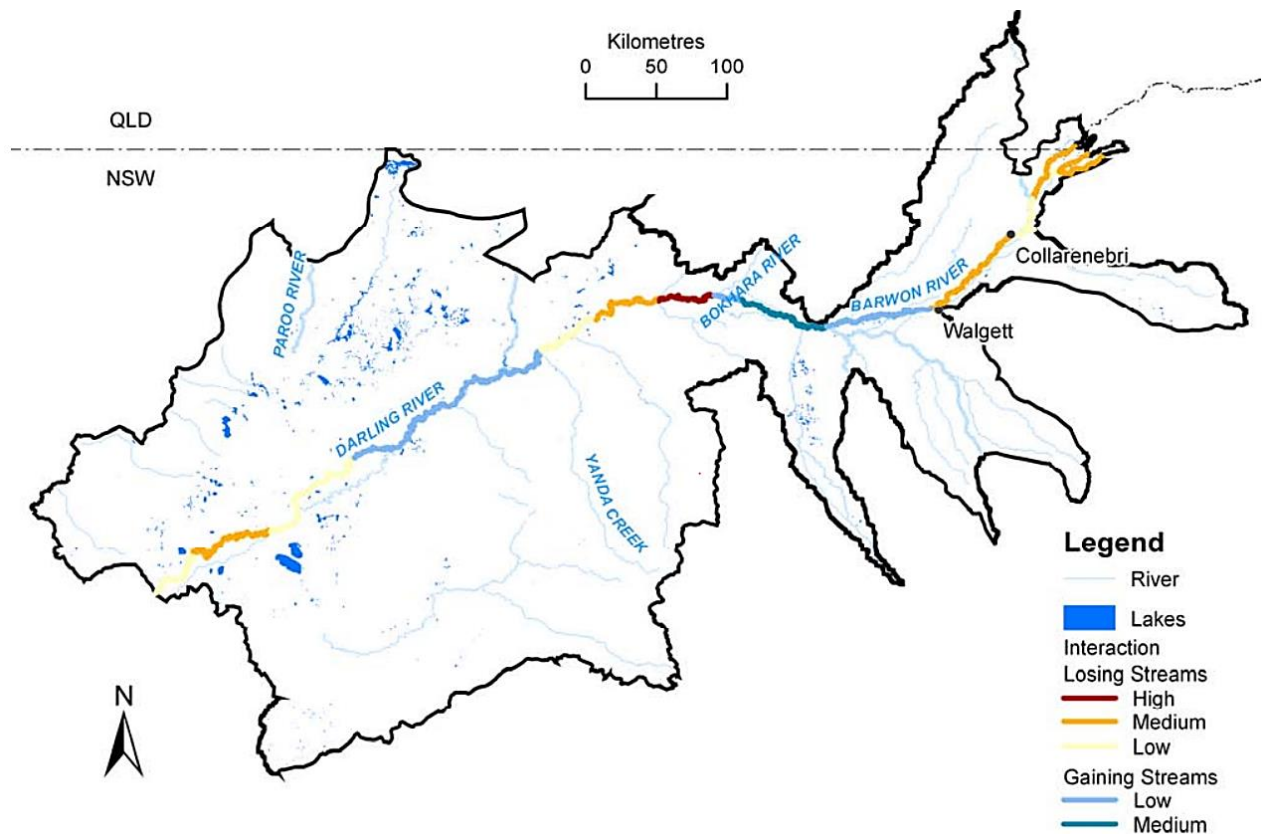 Kilometres
0 50 100
QLD
NSW
PAROO RIVER
BOKHARA RIVER
BARWON RIVER
Collarenebri
Walgett
DARLING RIVER
YANDA CREEK
N
Legend
River
Lakes
Interaction
Losing Streams
High
Medium
Low
Gaining Streams
Low
Medium